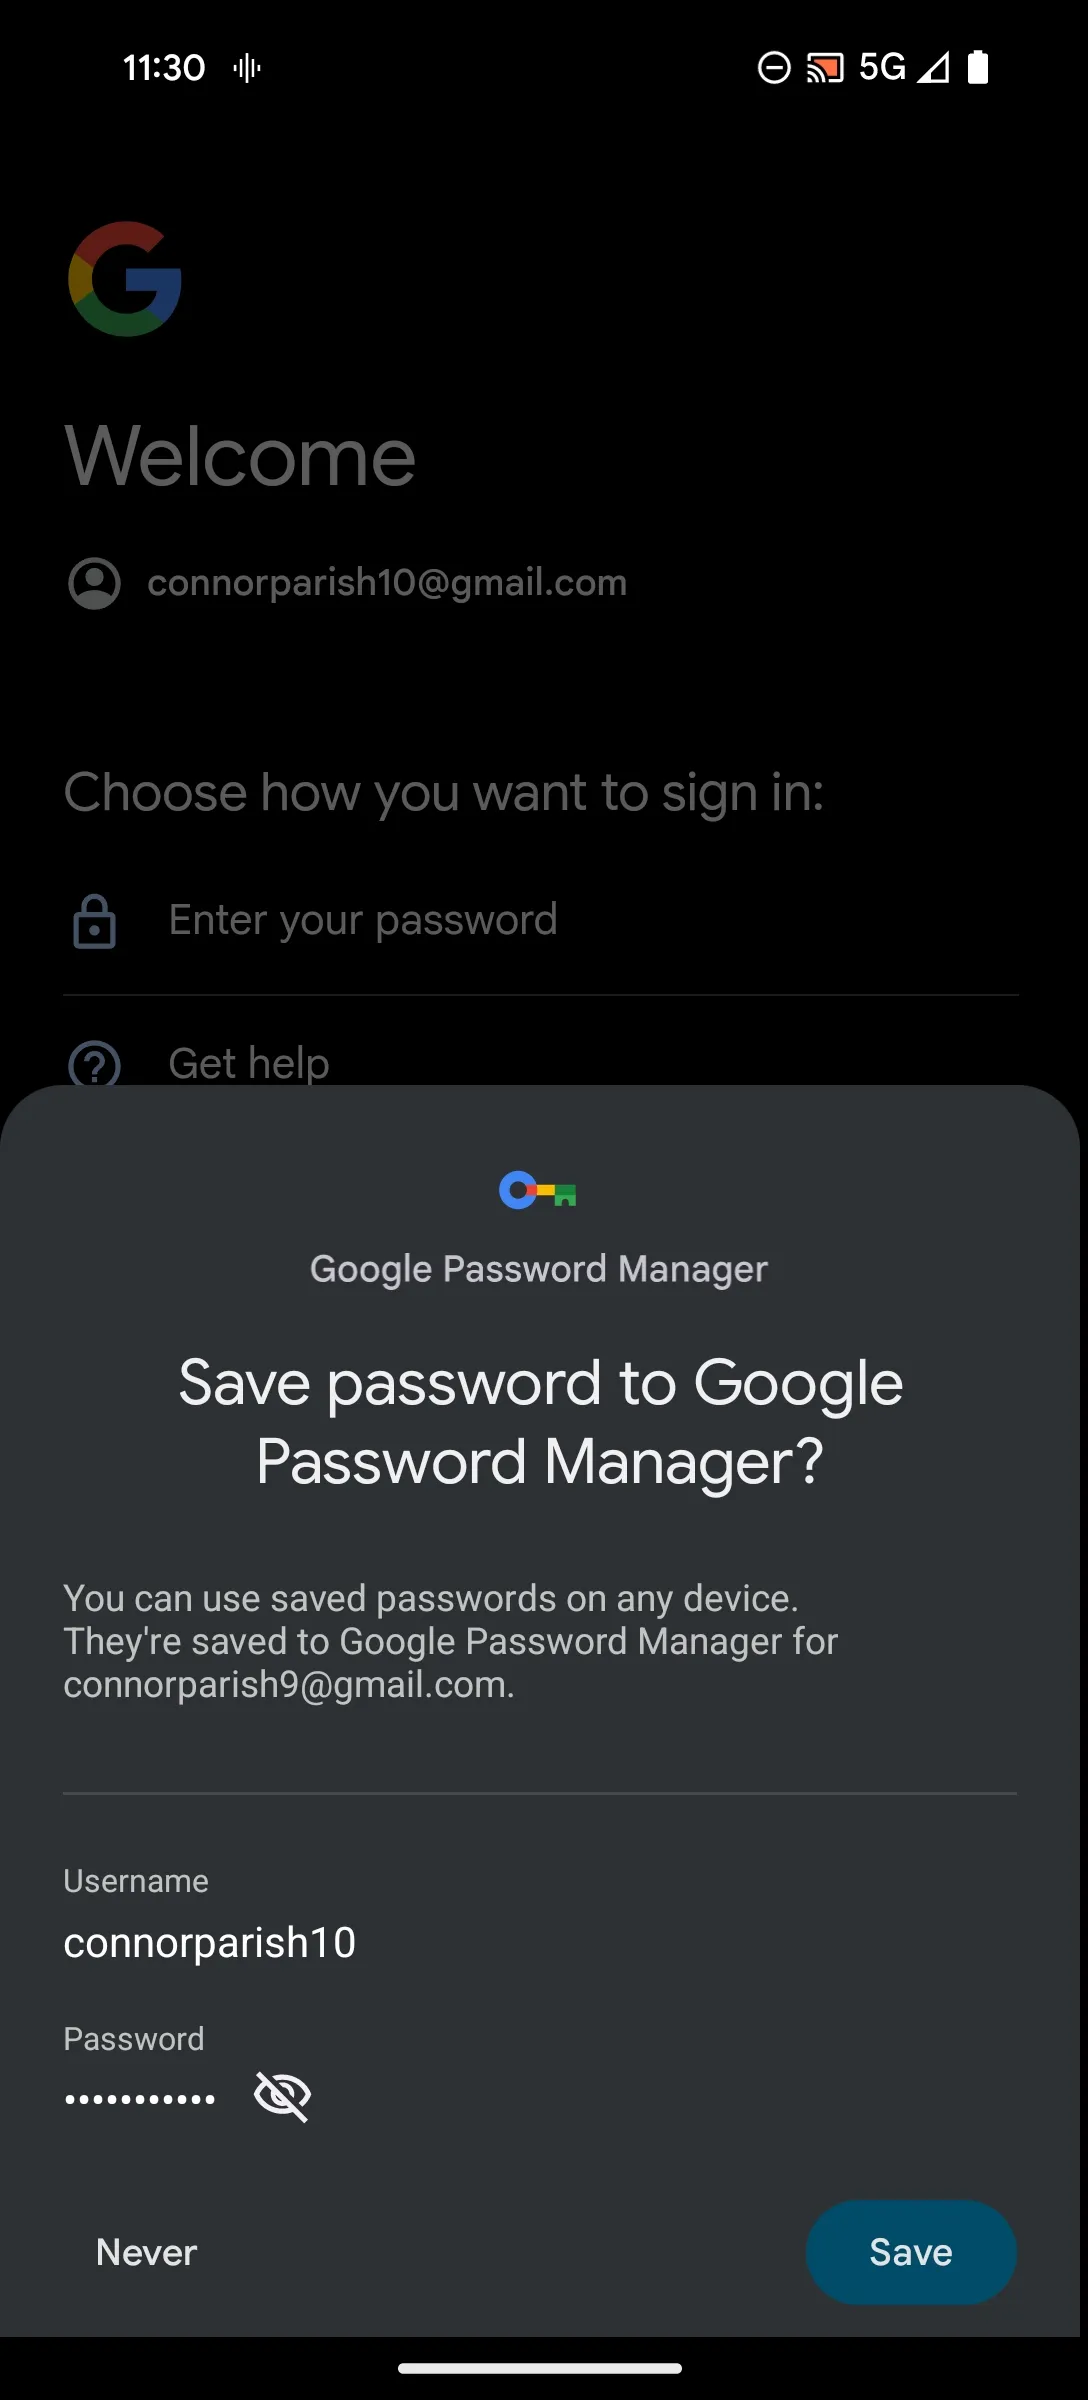 11:30
5G
Welcome
connorparish10@gmail.com
Choose how you want to sign in:
Enter your password
Get help
Google Password Manager
Save password to Google
Password Manager?
You can use saved passwords on any device.
They're saved to Google Password Manager for
connorparish9@gmail.com.
Username
connorparish10
Password
•••••••••••
Never
Save